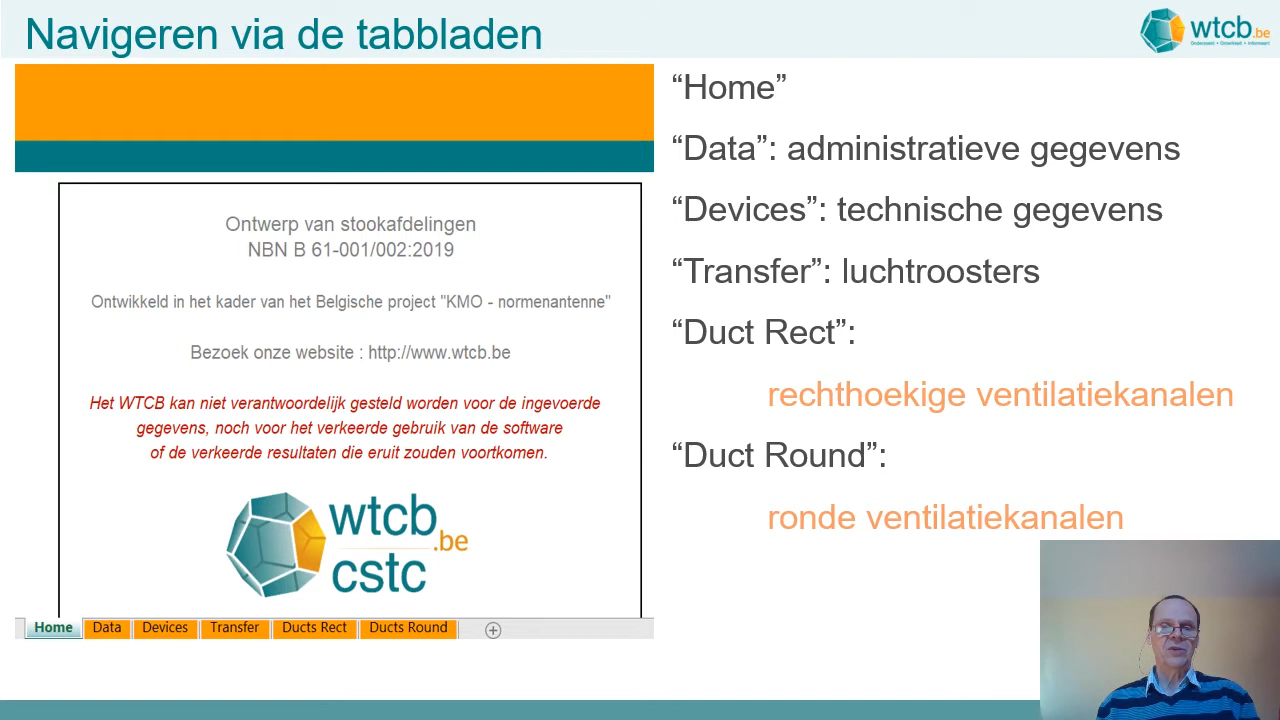 Navigeren via de tabbladen
wtcb.be
Onderzoekt • Ontwikkelt • Informeert
Ontwerp van stookafdelingen
NBN B 61-001/002:2019
Ontwikkeld in het kader van het Belgische project "KMO - normenantenne"
Bezoek onze website : http://www.wtcb.be
Het WTCB kan niet verantwoordelijk gesteld worden voor de ingevoerde
gegevens, noch voor het verkeerde gebruik van de software
of de verkeerde resultaten die eruit zouden voortkomen.
wtcb
.be
cstc
Home Data Devices Transfer Ducts Rect Ducts Round
“Home”
“Data”: administratieve gegevens
“Devices”: technische gegevens
“Transfer”: luchtroosters
“Duct Rect”:
rechthoekige ventilatiekanalen
“Duct Round”:
ronde ventilatiekanalen